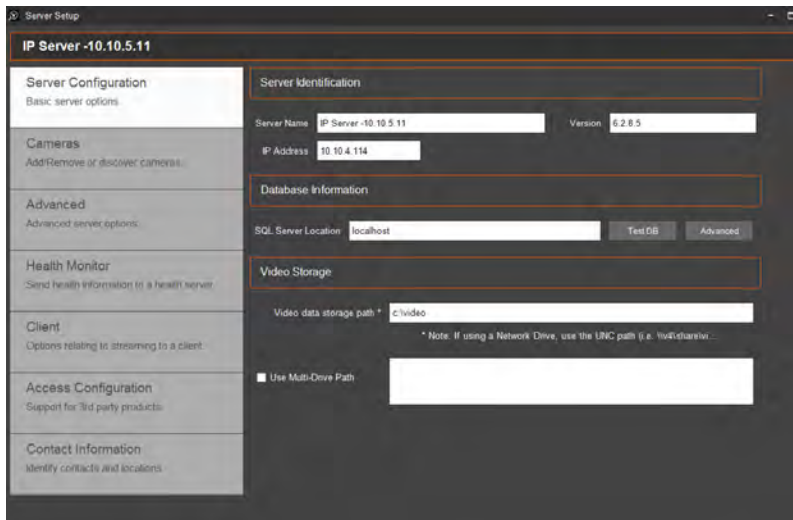 Server Setup
IP Server -10.10.5.11
Server Configuration
Basic server options.
Cameras
Add/Remove or discover cameras.
Advanced
Advanced server options.
Health Monitor
Send health information to a health server.
Client
Options relating to streaming to a client.
Access Configuration
Support for 3rd party products.
Contact Information
Identify contacts and locations.
Server Identification
Server Name IP Server -10.10.5.11 Version 6.2.8.5
IP Address 10.10.4.114
Database Information
SQL Server Location localhost Test DB Advanced
Video Storage
Video data storage path * c:\video
* Note: If using a Network Drive, use the UNC path (i.e.
Use Multi-Drive Path